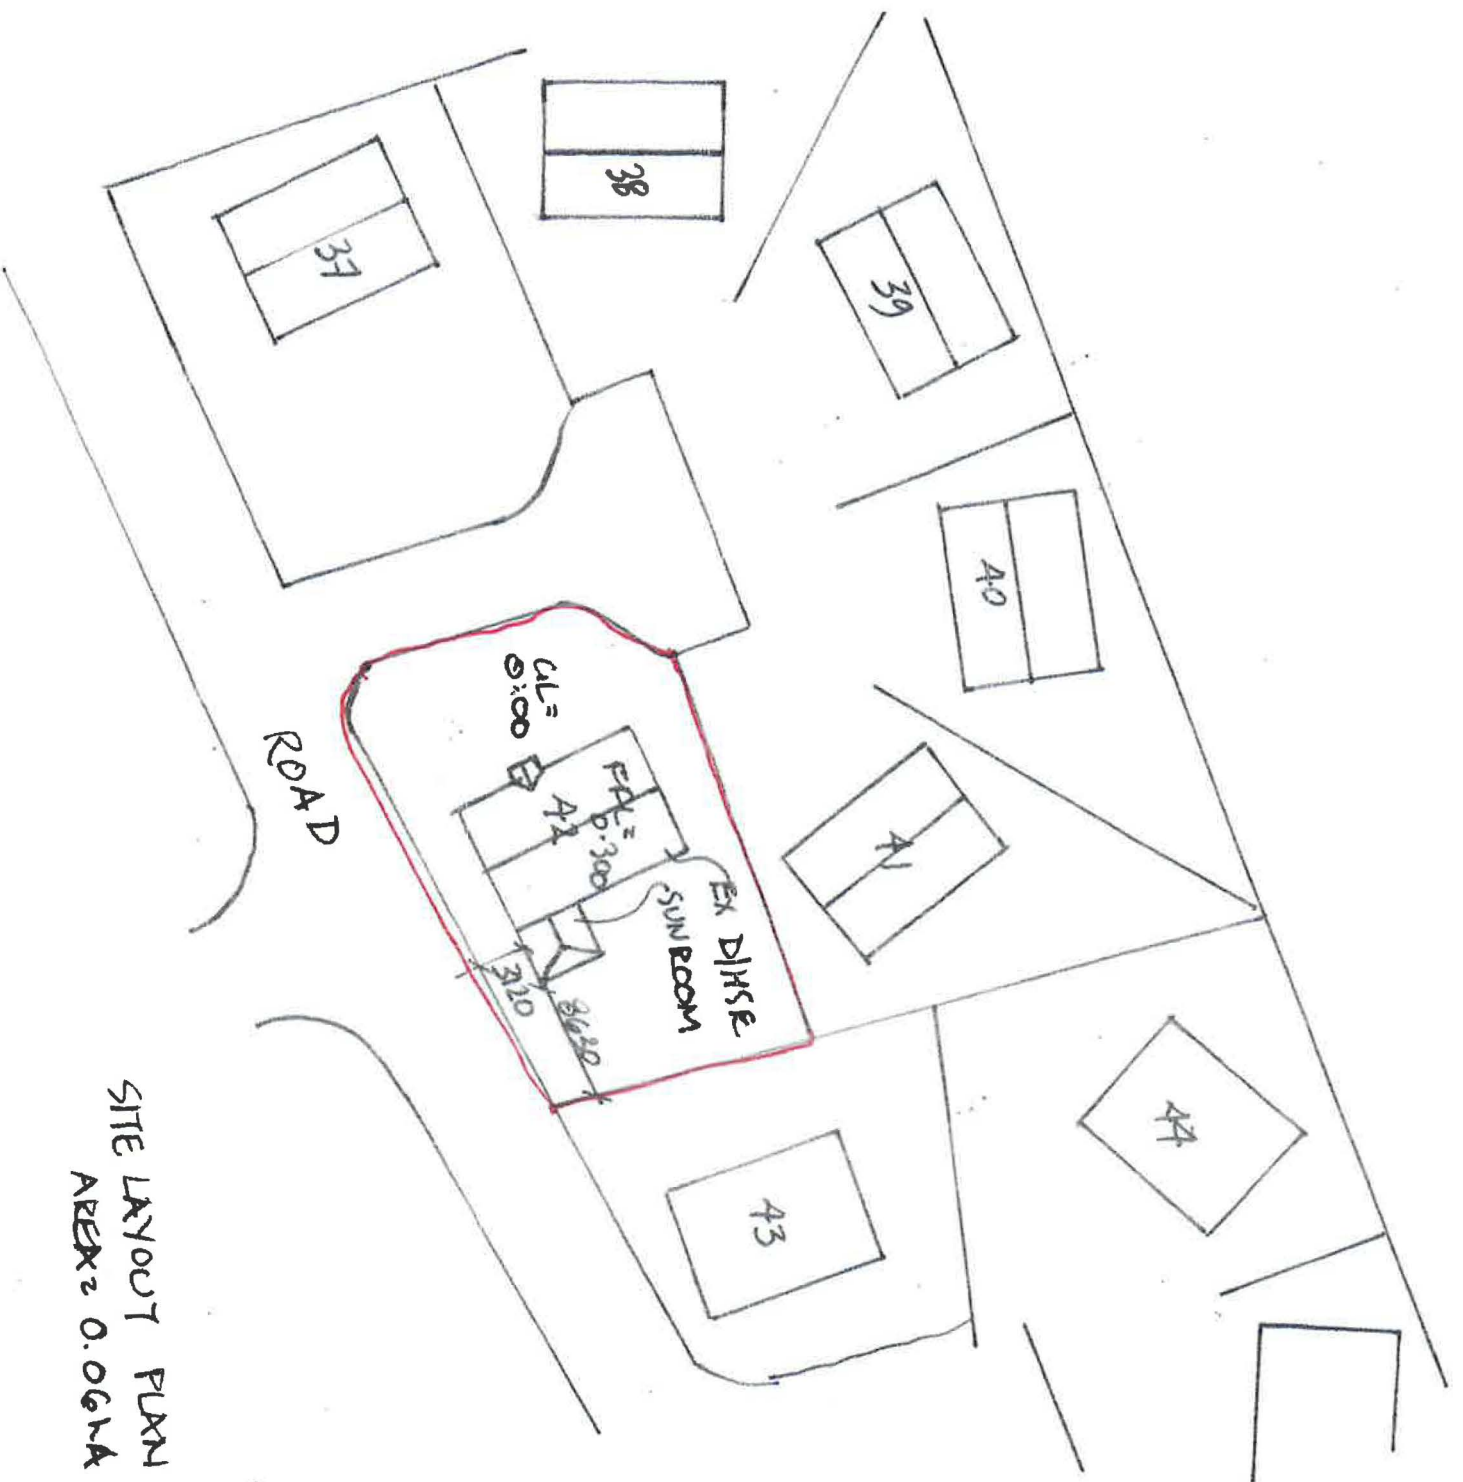 38
37
39
40
41
GL=
0:00
FFL=
0.300
42
EX D/HSE
SUNROOM
3120
8630
ROAD
43
44
SITE LAYOUT PLAN
AREA= 0.06hA